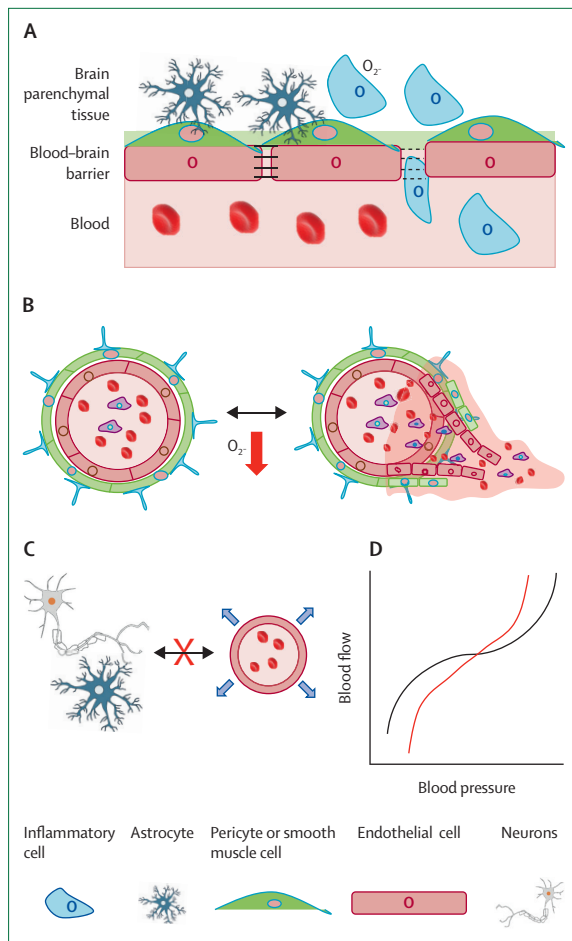 A
Brain
parenchymal
tissue
O₂⁻
Blood–brain
barrier
Blood
B
O₂⁻
C
D
Blood flow
Blood pressure
Inflammatory
cell
Astrocyte
Pericyte or smooth
muscle cell
Endothelial cell
Neurons